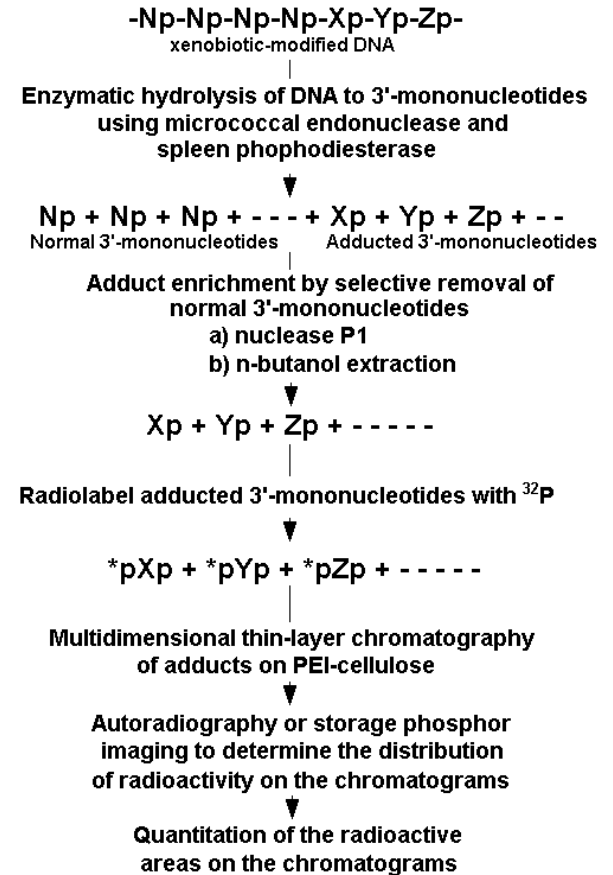 -Np-Np-Np-Np-Xp-Yp-Zp-
xenobiotic-modified DNA
Enzymatic hydrolysis of DNA to 3'-mononucleotides
using micrococcal endonuclease and
spleen phophodiesterase
Np + Np + Np + - - - + Xp + Yp + Zp + - -
Normal 3'-mononucleotides Adducted 3'-mononucleotides
Adduct enrichment by selective removal of
normal 3'-mononucleotides
a) nuclease P1
b) n-butanol extraction
Xp + Yp + Zp + - - - - -
Radiolabel adducted 3'-mononucleotides with ³²P
*pXp + *pYp + *pZp + - - - - -
Multidimensional thin-layer chromatography
of adducts on PEI-cellulose
Autoradiography or storage phosphor
imaging to determine the distribution
of radioactivity on the chromatograms
Quantitation of the radioactive
areas on the chromatograms